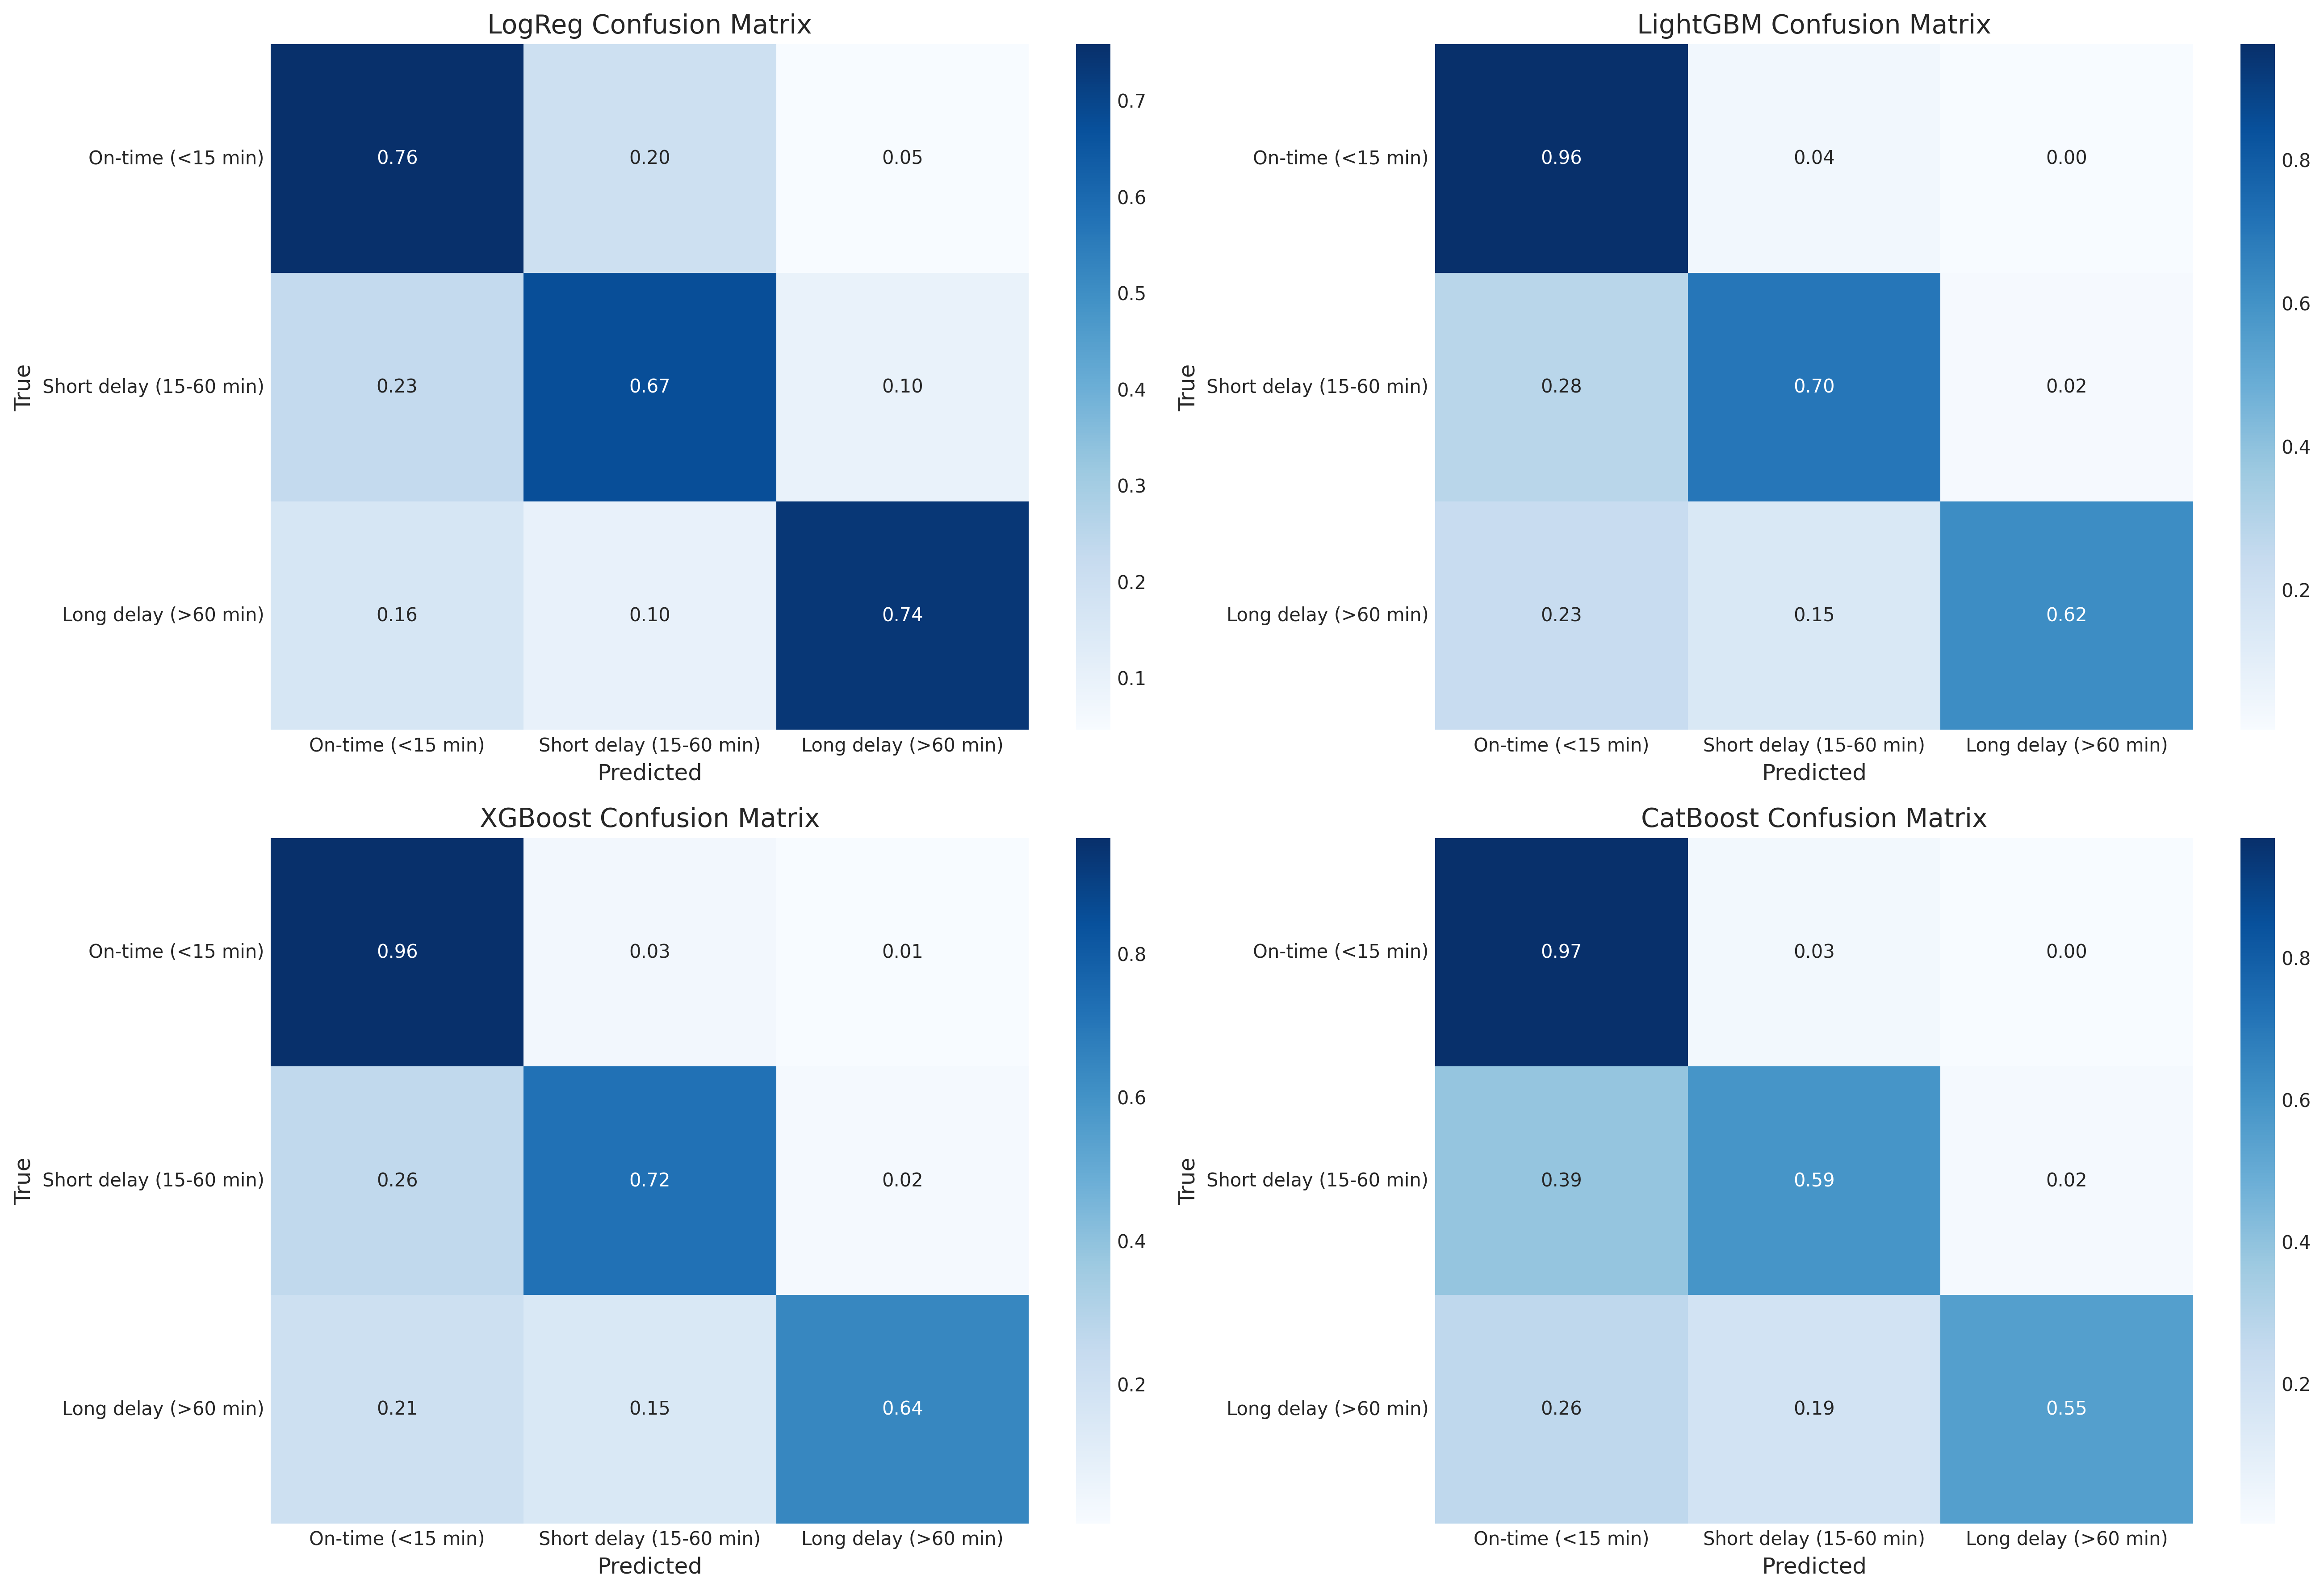 LogReg Confusion Matrix
True
On-time (<15 min)
0.76 0.20 0.05
Short delay (15-60 min)
0.23 0.67 0.10
Long delay (>60 min)
0.16 0.10 0.74
On-time (<15 min) Short delay (15-60 min) Long delay (>60 min)
Predicted
0.7
0.6
0.5
0.4
0.3
0.2
0.1
LightGBM Confusion Matrix
True
On-time (<15 min)
0.96 0.04 0.00
Short delay (15-60 min)
0.28 0.70 0.02
Long delay (>60 min)
0.23 0.15 0.62
On-time (<15 min) Short delay (15-60 min) Long delay (>60 min)
Predicted
0.8
0.6
0.4
0.2
XGBoost Confusion Matrix
True
On-time (<15 min)
0.96 0.03 0.01
Short delay (15-60 min)
0.26 0.72 0.02
Long delay (>60 min)
0.21 0.15 0.64
On-time (<15 min) Short delay (15-60 min) Long delay (>60 min)
Predicted
0.8
0.6
0.4
0.2
CatBoost Confusion Matrix
True
On-time (<15 min)
0.97 0.03 0.00
Short delay (15-60 min)
0.39 0.59 0.02
Long delay (>60 min)
0.26 0.19 0.55
On-time (<15 min) Short delay (15-60 min) Long delay (>60 min)
Predicted
0.8
0.6
0.4
0.2